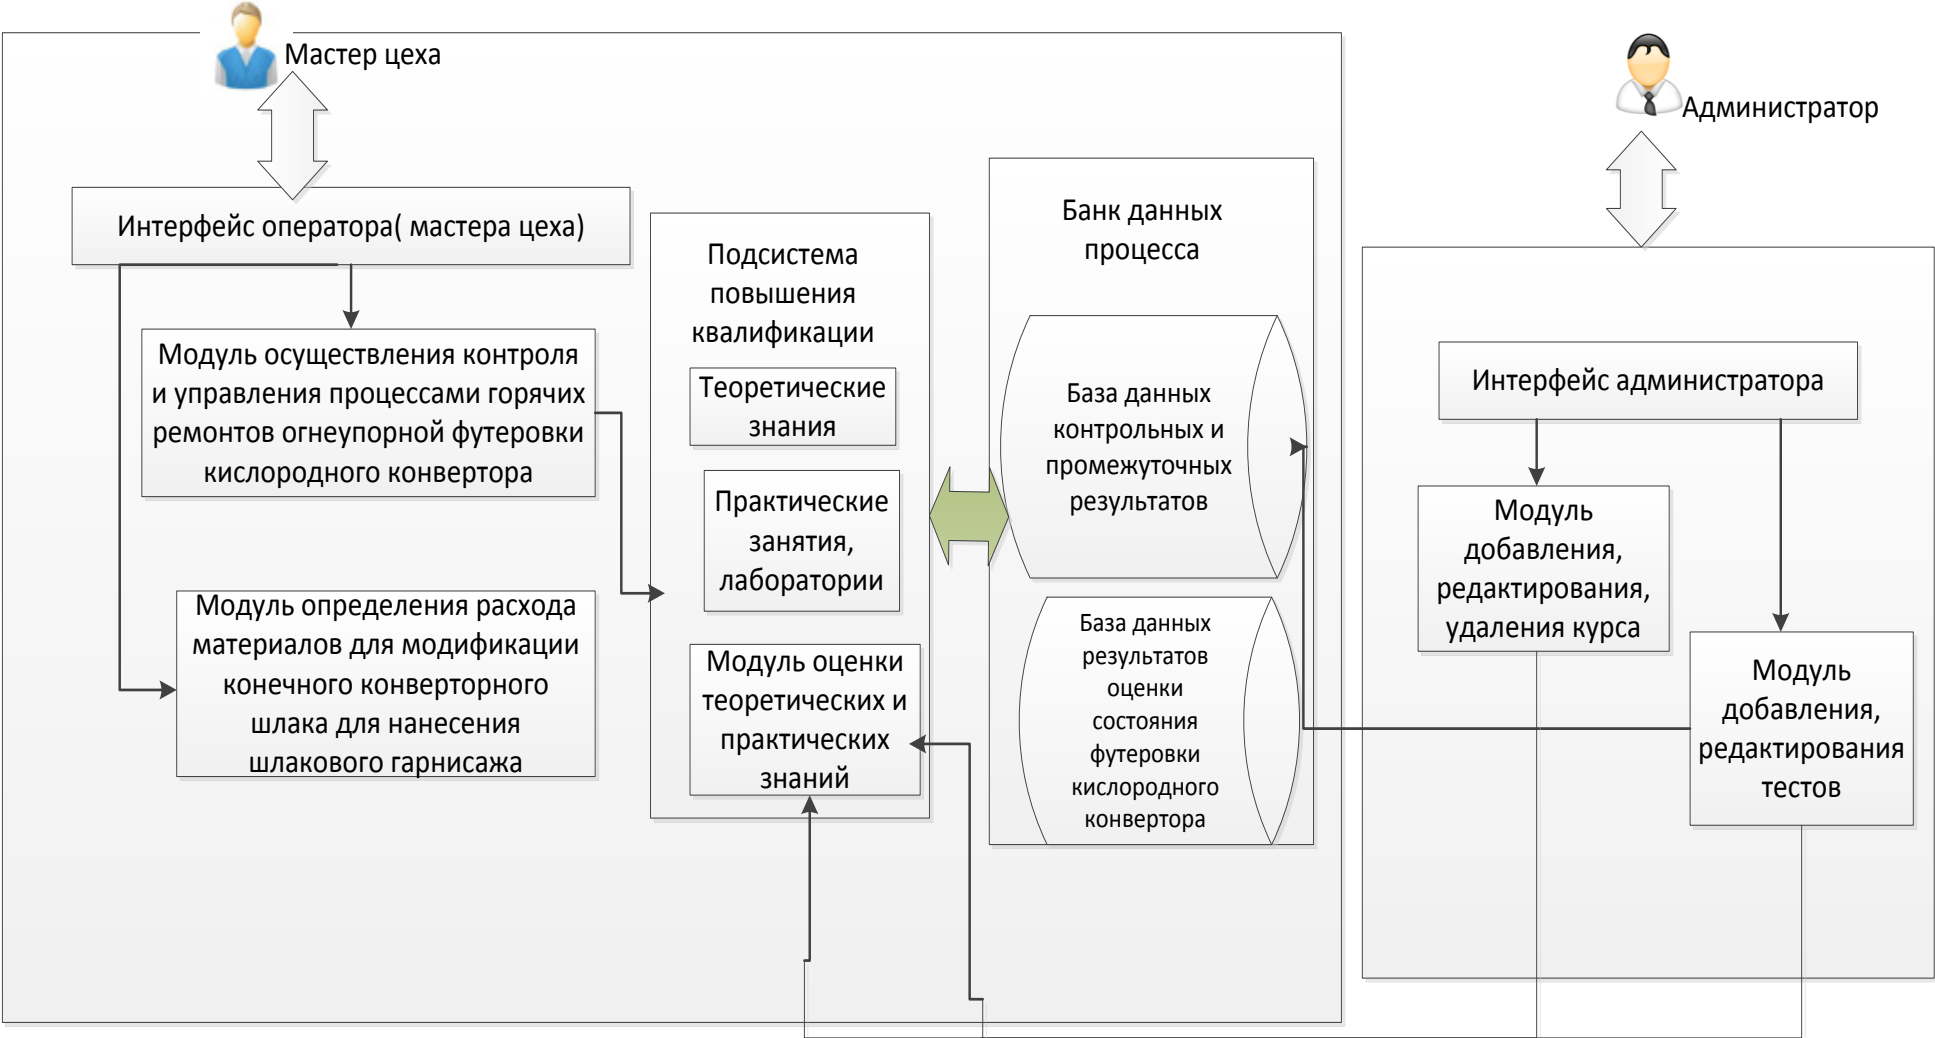 Мастер цеха
Администратор
Интерфейс оператора( мастера цеха)
Модуль осуществления контроля
и управления процессами горячих
ремонтов огнеупорной футеровки
кислородного конвертора
Модуль определения расхода
материалов для модификации
конечного конверторного
шлака для нанесения
шлакового гарнисажа
Подсистема
повышения
квалификации
Теоретические
знания
Практические
занятия,
лаборатории
Модуль оценки
теоретических и
практических
знаний
Банк данных
процесса
База данных
контрольных и
промежуточных
результатов
База данных
результатов
оценки
состояния
футеровки
кислородного
конвертора
Интерфейс администратора
Модуль
добавления,
редактирования,
удаления курса
Модуль
добавления,
редактирования
тестов